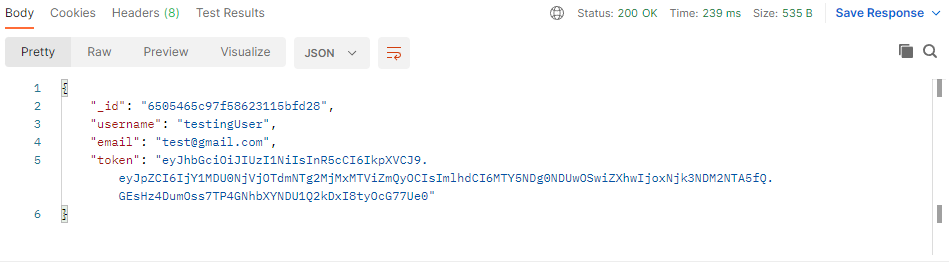 Body Cookies Headers (8) Test Results Status: 200 OK Time: 239 ms Size: 535 B Save Response
Pretty Raw Preview Visualize JSON
1 {
2 "_id": "6505465c97f58623115bfd28",
3 "username": "testingUser",
4 "email": "test@gmail.com",
5 "token": "eyJhbGciOiJIUzI1NiIsInR5cCI6IkpXVCJ9.
eyJpZCI6IjY1MDU0NjVjOTdmNTg2MjMxMTViZmQyOCIsImlhdCI6MTY5NDg0NDUwOSwiZXhwIjoxNjk3NDM2NTA5fQ.
GEsHz4DumOss7TP4GNhbXYNDU1Q2kDxI8tyOcG77Ue0"
6 }